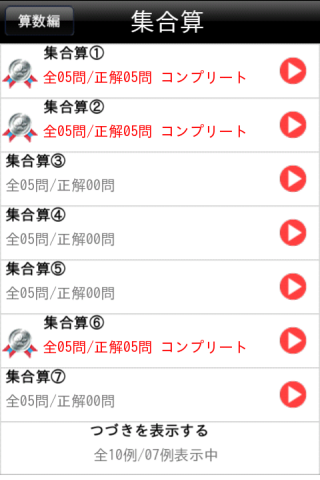 算数編
集合算
集合算①
全05問/正解05問 コンプリート
集合算②
全05問/正解05問 コンプリート
集合算③
全05問/正解00問
集合算④
全05問/正解00問
集合算⑤
全05問/正解00問
集合算⑥
全05問/正解05問 コンプリート
集合算⑦
全05問/正解00問
つづきを表示する
全10例/07例表示中